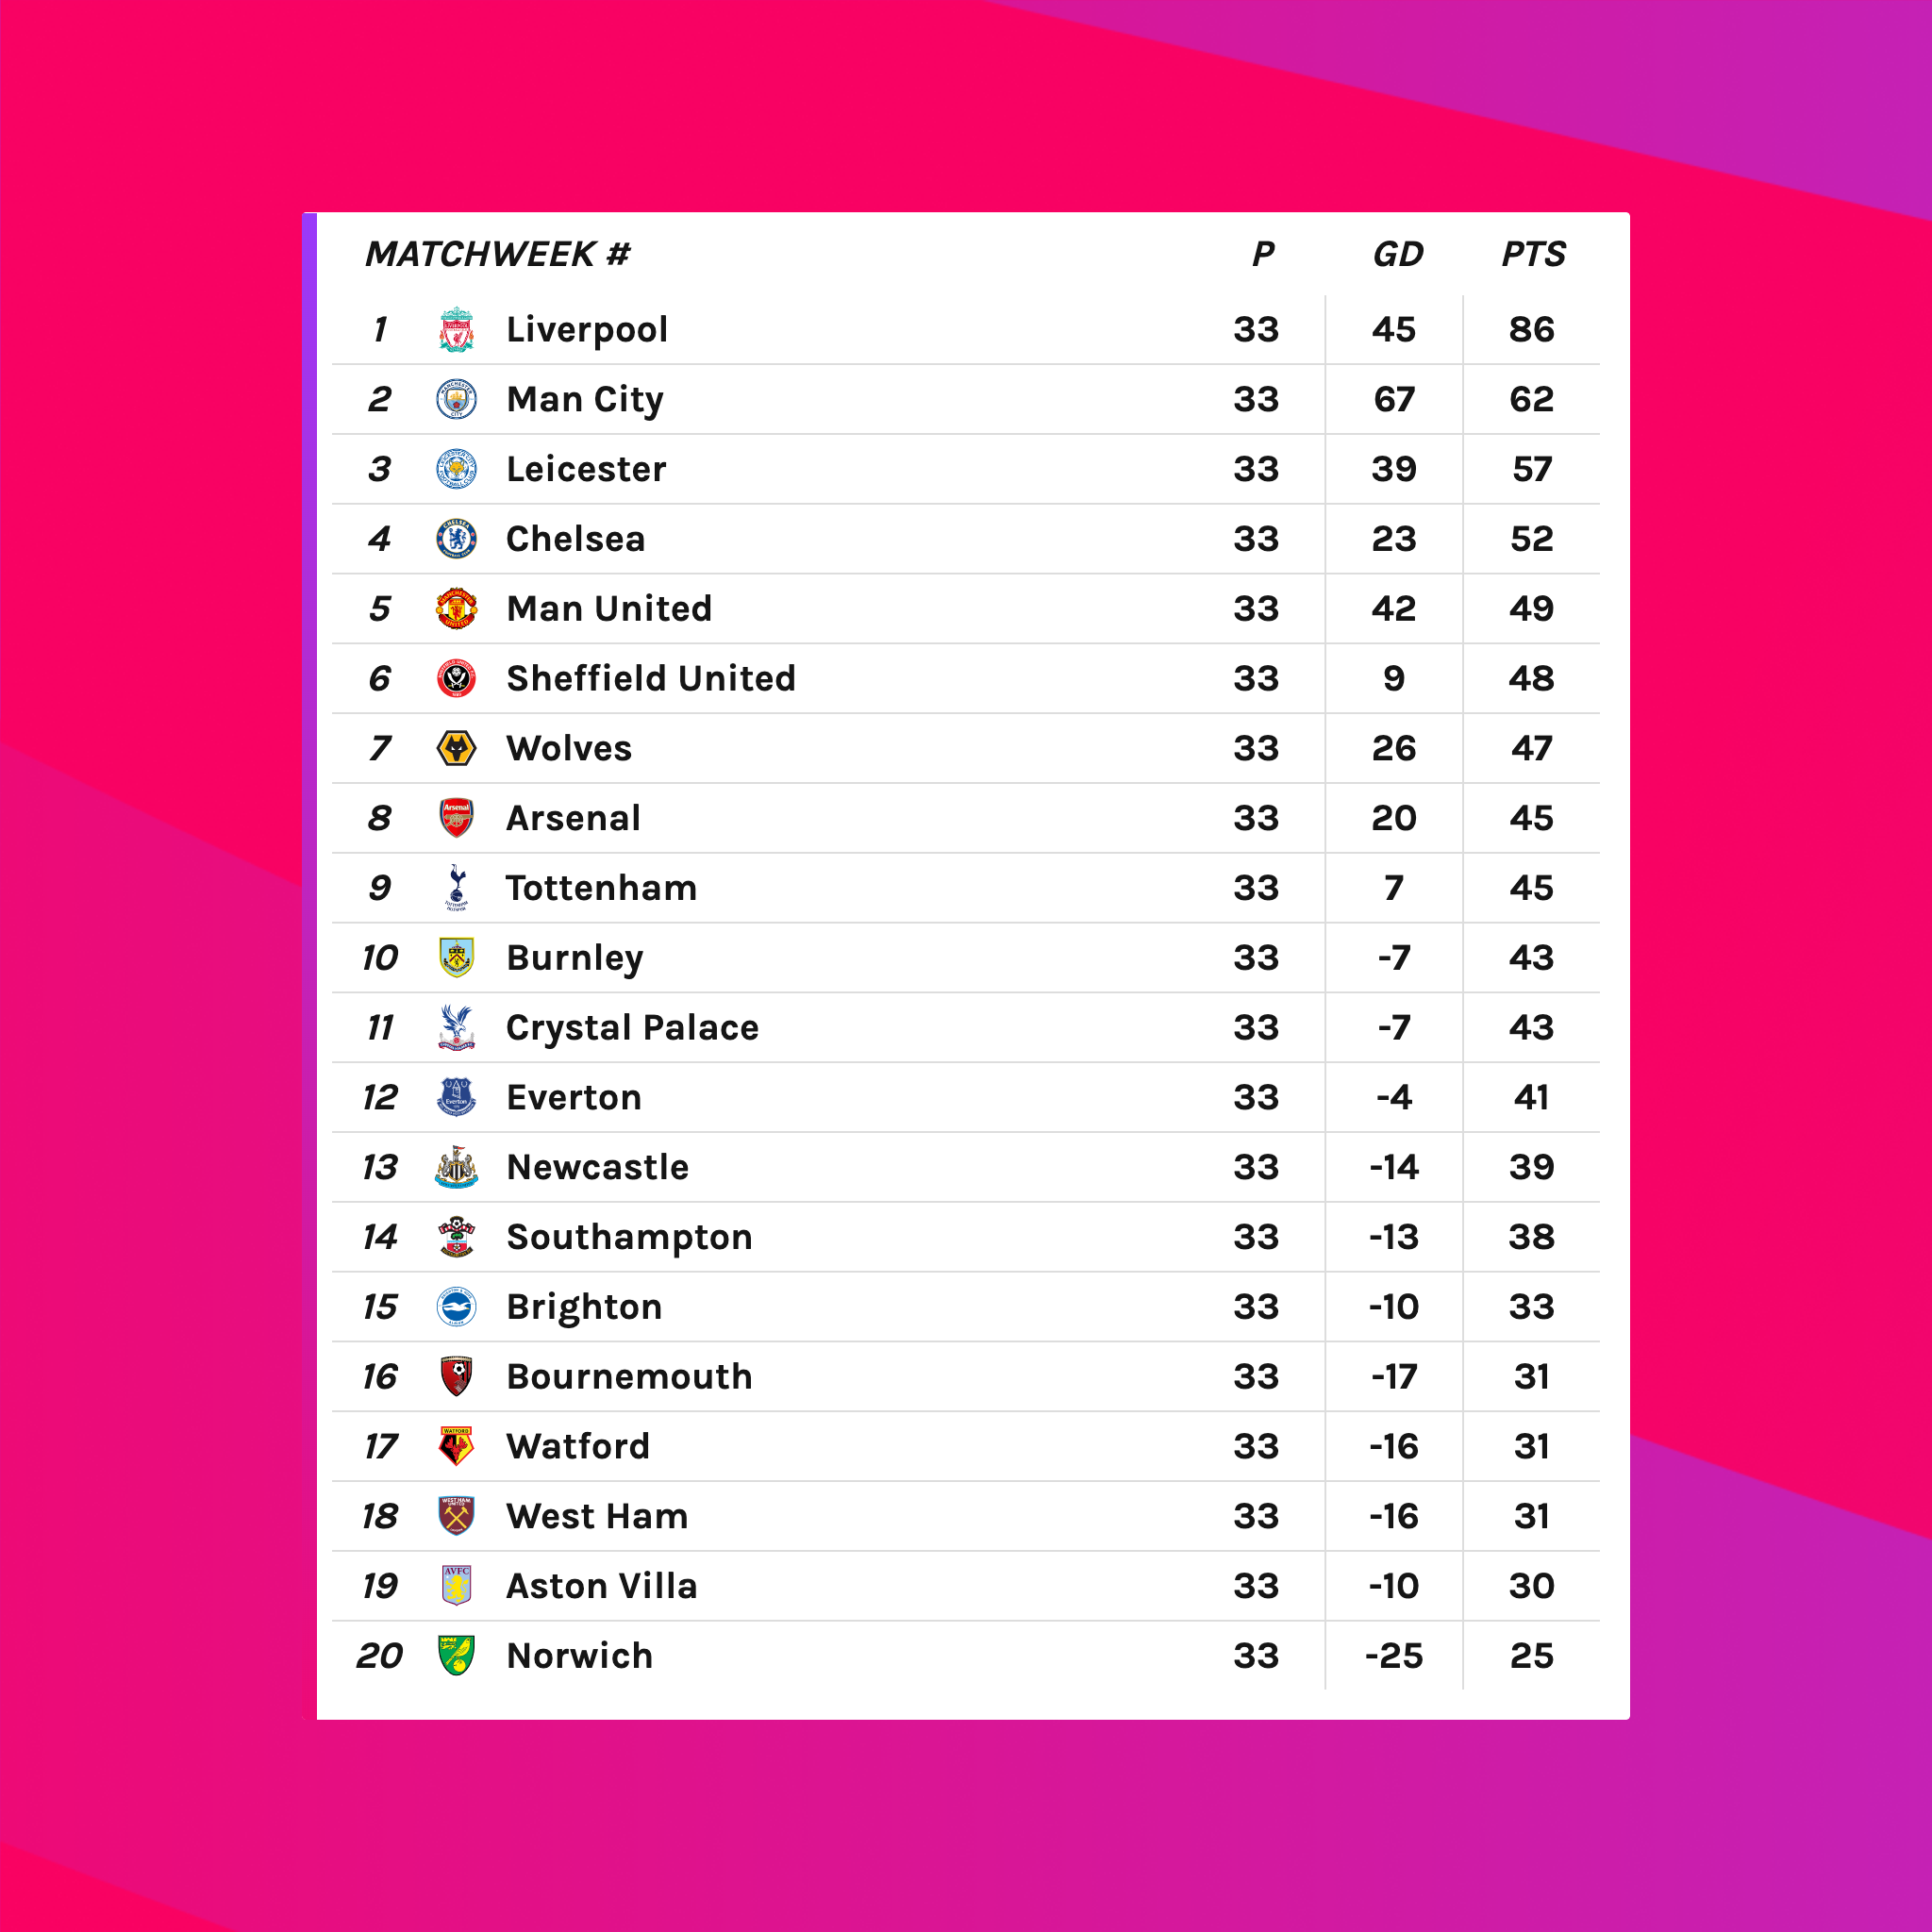 MATCHWEEK # P GD PTS
1 Liverpool 33 45 86
2 Man City 33 67 62
3 Leicester 33 39 57
4 Chelsea 33 23 52
5 Man United 33 42 49
6 Sheffield United 33 9 48
7 Wolves 33 26 47
8 Arsenal 33 20 45
9 Tottenham 33 7 45
10 Burnley 33 -7 43
11 Crystal Palace 33 -7 43
12 Everton 33 -4 41
13 Newcastle 33 -14 39
14 Southampton 33 -13 38
15 Brighton 33 -10 33
16 Bournemouth 33 -17 31
17 Watford 33 -16 31
18 West Ham 33 -16 31
19 Aston Villa 33 -10 30
20 Norwich 33 -25 25